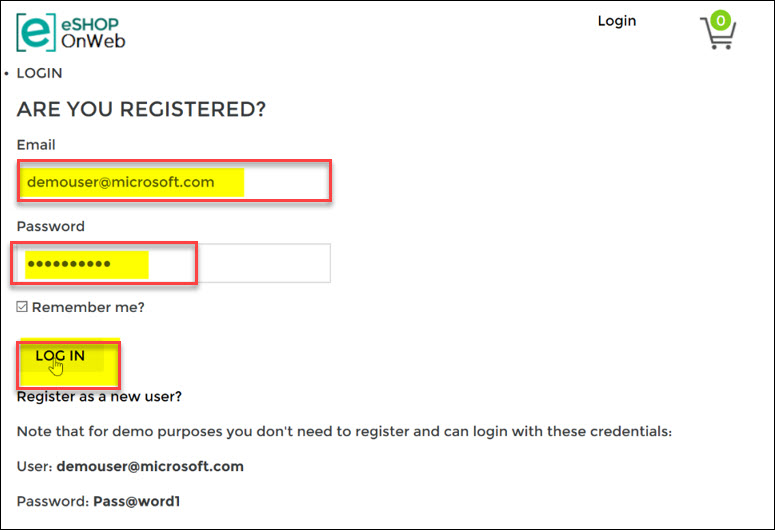 eSHOP
OnWeb
Login
0
• LOGIN
ARE YOU REGISTERED?
Email
demouser@microsoft.com
Password
••••••••••
Remember me?
LOG IN
Register as a new user?
Note that for demo purposes you don't need to register and can login with these credentials:
User: demouser@microsoft.com
Password: Pass@word1